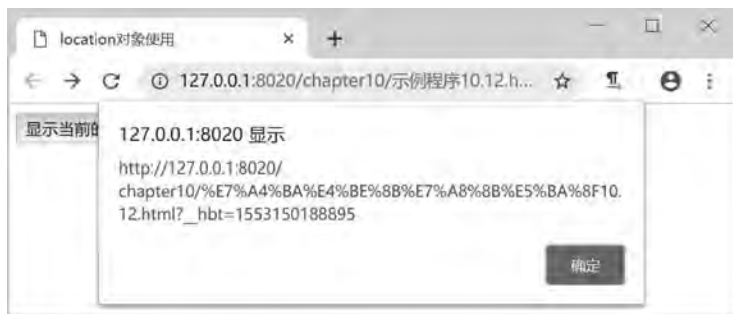 location对象使用
127.0.0.1:8020/chapter10/示例程序10.12.h...
显示当前的
127.0.0.1:8020 显示
http://127.0.0.1:8020/
chapter10/%E7%A4%BA%E4%BE%8B%E7%A8%8B%E5%BA%8F10.
12.html?__hbt=1553150188895
确定